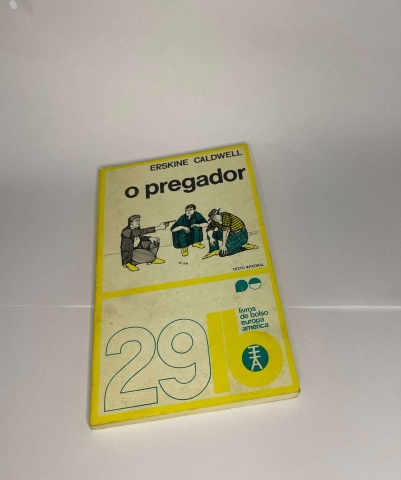 ERSKINE CALDWELL
o pregador
TEXTO INTEGRAL
livros
de bolso
europa
américa
29